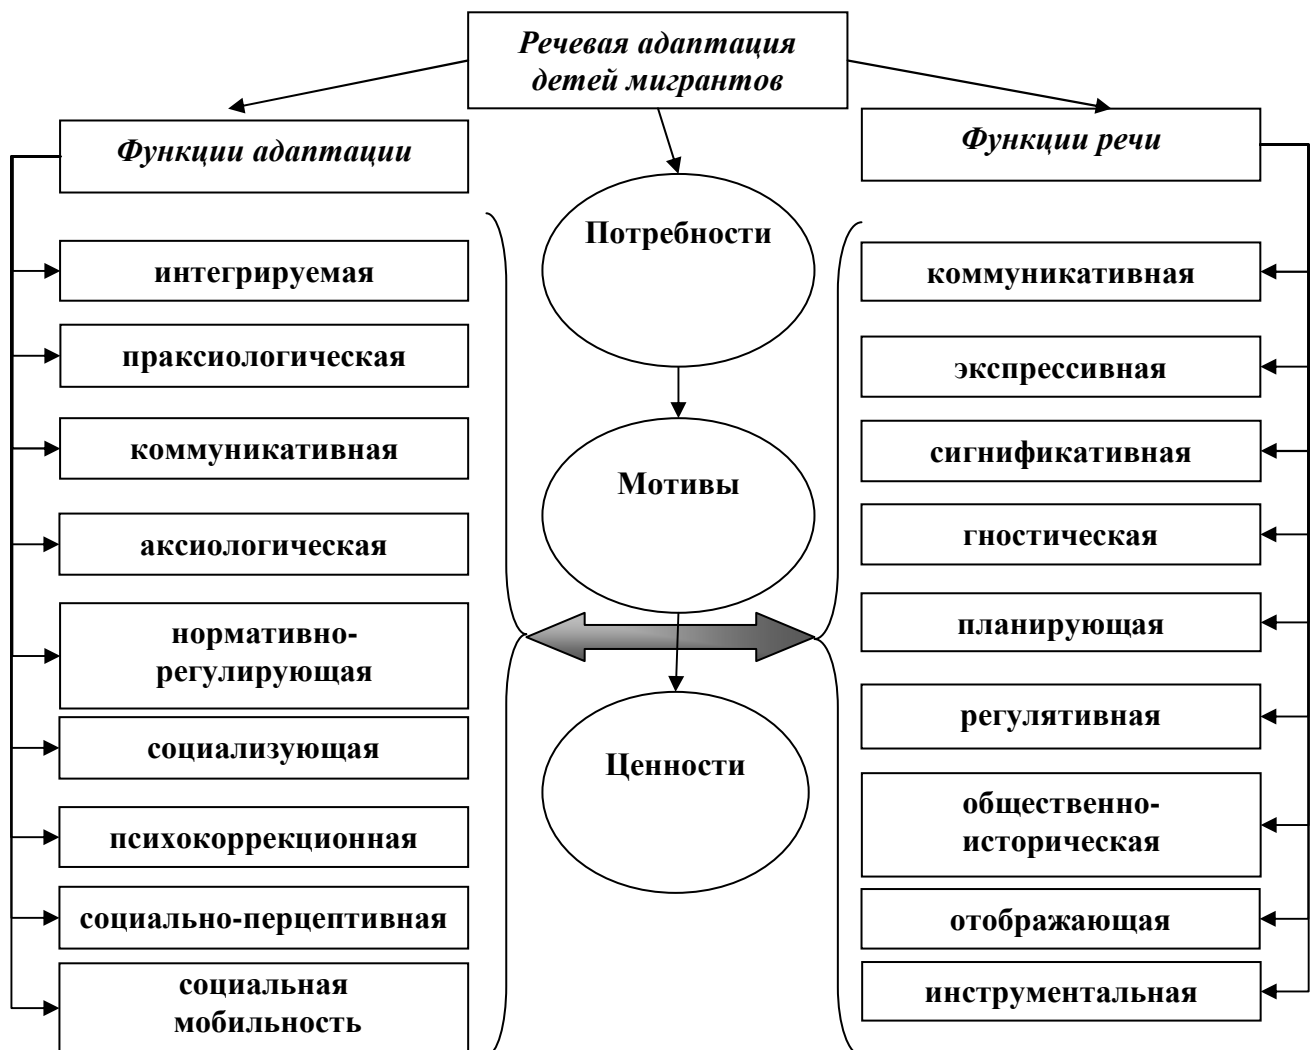 Речевая адаптация
детей мигрантов
Функции адаптации
интегрируемая
праксиологическая
коммуникативная
аксиологическая
нормативно-
регулирующая
социализующая
психокоррекционная
социально-перцептивная
социальная
мобильность
Потребности
Мотивы
Ценности
Функции речи
коммуникативная
экспрессивная
сигнификативная
гностическая
планирующая
регулятивная
общественно-
историческая
отображающая
инструментальная